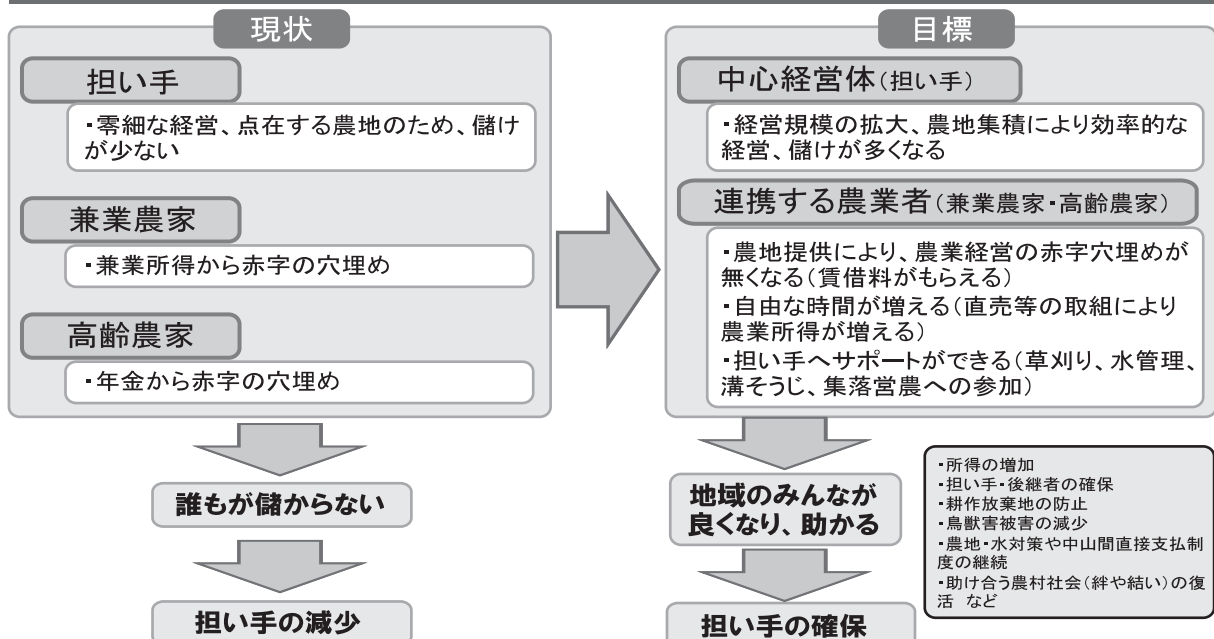 現状
担い手
・零細な経営、点在する農地のため、儲け
が少ない
兼業農家
・兼業所得から赤字の穴埋め
高齢農家
・年金から赤字の穴埋め
誰もが儲からない
担い手の減少
目標
中心経営体(担い手)
・経営規模の拡大、農地集積により効率的な
経営、儲けが多くなる
連携する農業者(兼業農家・高齢農家)
・農地提供により、農業経営の赤字穴埋めが
無くなる(賃借料がもらえる)
・自由な時間が増える(直売等の取組により
農業所得が増える)
・担い手へサポートができる(草刈り、水管理、
溝そうじ、集落営農への参加)
地域のみんなが
良くなり、助かる
担い手の確保
・所得の増加
・担い手・後継者の確保
・耕作放棄地の防止
・鳥獣害被害の減少
・農地・水対策や中山間直接支払制
度の継続
・助け合う農村社会(絆や結い)の復
活 など